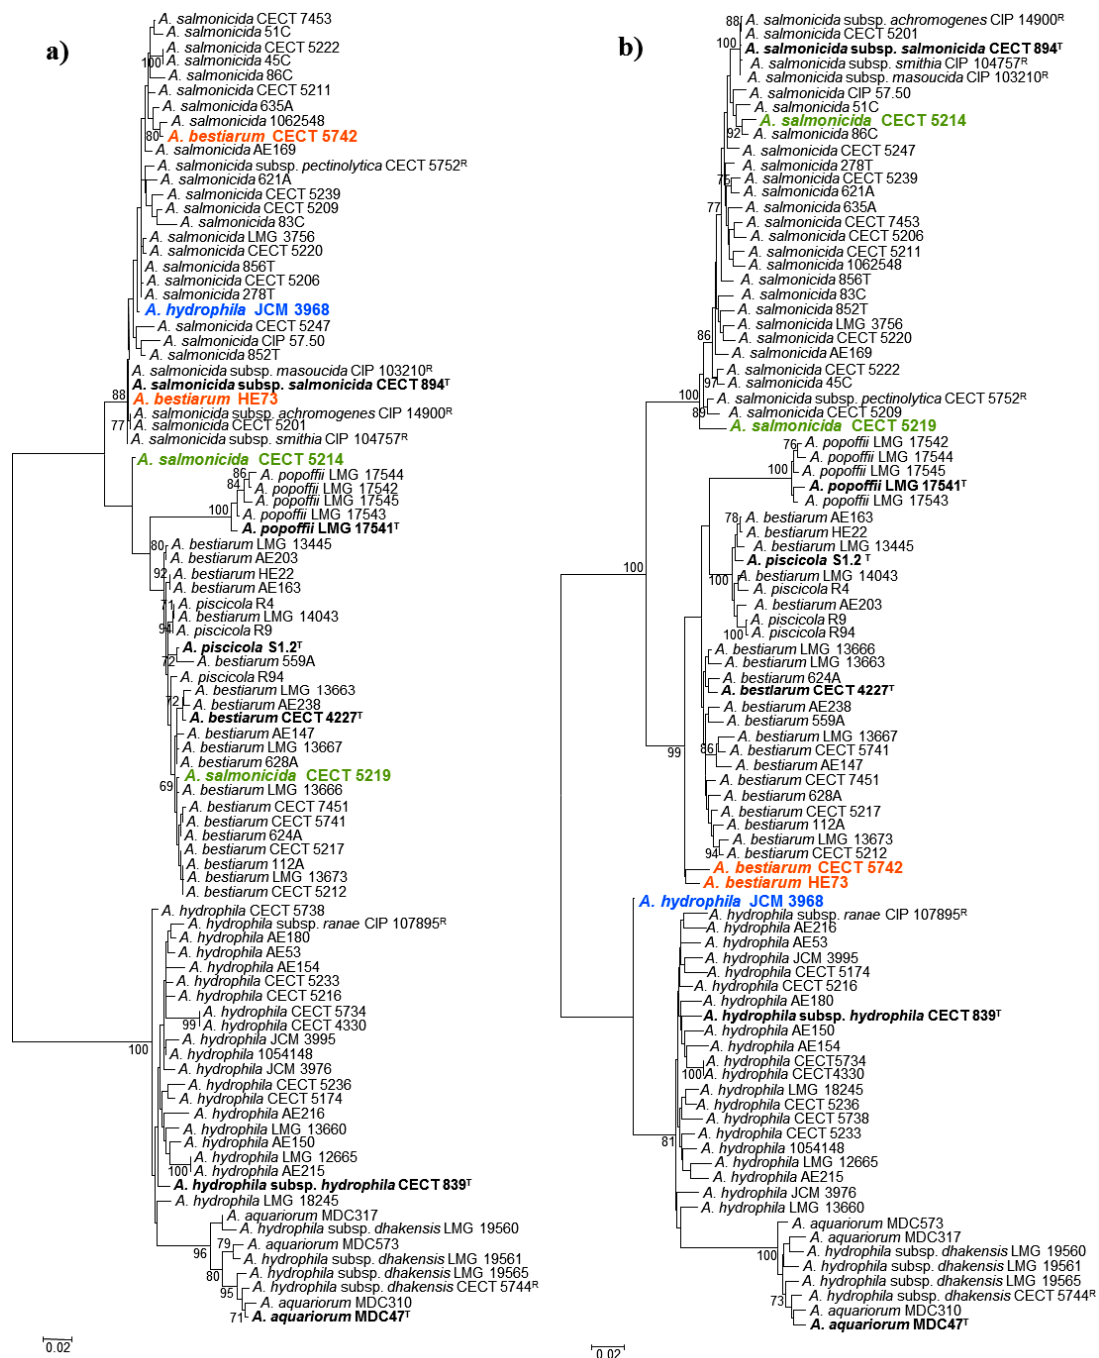 a)
A. salmonicida CECT 7453
A. salmonicida 51C
A. salmonicida CECT 5222
100
A. salmonicida 45C
A. salmonicida 86C
A. salmonicida CECT 5211
A. salmonicida 635A
A. salmonicida 1062548
80
A. bestiarum CECT 5742
A. salmonicida AE169
A. salmonicida subsp. pectinolytica CECT 5752ᴿ
A. salmonicida 621A
A. salmonicida CECT 5239
A. salmonicida CECT 5209
A. salmonicida 83C
A. salmonicida LMG 3756
A. salmonicida CECT 5220
A. salmonicida 856T
A. salmonicida CECT 5206
A. salmonicida 278T
A. hydrophila JCM 3968
A. salmonicida CECT 5247
A. salmonicida CIP 57.50
A. salmonicida 852T
A. salmonicida subsp. masoucida CIP 103210ᴿ
A. salmonicida subsp. salmonicida CECT 894ᵀ
88
A. bestiarum HE73
A. salmonicida subsp. achromogenes CIP 14900ᴿ
77
A. salmonicida CECT 5201
A. salmonicida subsp. smithia CIP 104757ᴿ
A. salmonicida CECT 5214
86
A. popoffii LMG 17544
84
A. popoffii LMG 17542
A. popoffii LMG 17545
100
A. popoffii LMG 17543
A. popoffii LMG 17541ᵀ
80
A. bestiarum LMG 13445
A. bestiarum AE203
92
A. bestiarum HE22
A. bestiarum AE163
71
A. piscicola R4
A. bestiarum LMG 14043
94
A. piscicola R9
A. piscicola S1.2ᵀ
72
A. bestiarum 559A
A. piscicola R94
A. bestiarum LMG 13663
72
A. bestiarum AE238
A. bestiarum CECT 4227ᵀ
A. bestiarum AE147
A. bestiarum LMG 13667
A. bestiarum 628A
A. salmonicida CECT 5219
69
A. bestiarum LMG 13666
A. bestiarum CECT 7451
A. bestiarum CECT 5741
A. bestiarum 624A
A. bestiarum CECT 5217
A. bestiarum 112A
A. bestiarum LMG 13673
A. bestiarum CECT 5212
A. hydrophila CECT 5738
A. hydrophila subsp. ranae CIP 107895ᴿ
A. hydrophila AE180
A. hydrophila AE53
A. hydrophila AE154
A. hydrophila CECT 5233
A. hydrophila CECT 5216
A. hydrophila CECT 5734
99
A. hydrophila CECT 4330
A. hydrophila JCM 3995
100
A. hydrophila 1054148
A. hydrophila JCM 3976
A. hydrophila CECT 5236
A. hydrophila CECT 5174
A. hydrophila AE216
A. hydrophila LMG 13660
A. hydrophila AE150
A. hydrophila LMG 12665
100
A. hydrophila AE215
A. hydrophila subsp. hydrophila CECT 839ᵀ
A. hydrophila LMG 18245
A. aquariorum MDC317
A. hydrophila subsp. dhakensis LMG 19560
79
A. aquariorum MDC573
96
A. hydrophila subsp. dhakensis LMG 19561
80
A. hydrophila subsp. dhakensis LMG 19565
95
A. hydrophila subsp. dhakensis CECT 5744ᴿ
A. aquariorum MDC310
71
A. aquariorum MDC47ᵀ
0.02
b)
88
A. salmonicida subsp. achromogenes CIP 14900ᴿ
A. salmonicida CECT 5201
100
A. salmonicida subsp. salmonicida CECT 894ᵀ
A. salmonicida subsp. smithia CIP 104757ᴿ
A. salmonicida subsp. masoucida CIP 103210ᴿ
A. salmonicida CIP 57.50
A. salmonicida 51C
A. salmonicida CECT 5214
92
A. salmonicida 86C
A. salmonicida CECT 5247
A. salmonicida 278T
75
A. salmonicida CECT 5239
A. salmonicida 621A
77
A. salmonicida 635A
A. salmonicida CECT 7453
A. salmonicida CECT 5206
A. salmonicida CECT 5211
A. salmonicida 1062548
A. salmonicida 856T
A. salmonicida 83C
A. salmonicida 852T
A. salmonicida LMG 3756
86
A. salmonicida CECT 5220
A. salmonicida AE169
A. salmonicida CECT 5222
97
A. salmonicida 45C
100
A. salmonicida subsp. pectinolytica CECT 5752ᴿ
89
A. salmonicida CECT 5209
A. salmonicida CECT 5219
76
A. popoffii LMG 17542
A. popoffii LMG 17544
100
A. popoffii LMG 17545
A. popoffii LMG 17541ᵀ
A. popoffii LMG 17543
78
A. bestiarum AE163
A. bestiarum HE22
A. bestiarum LMG 13445
A. piscicola S1.2 ᵀ
100
100
A. bestiarum LMG 14043
A. piscicola R4
A. bestiarum AE203
A. piscicola R9
100
A. piscicola R94
A. bestiarum LMG 13666
A. bestiarum LMG 13663
A. bestiarum 624A
A. bestiarum CECT 4227ᵀ
A. bestiarum AE238
A. bestiarum 559A
A. bestiarum LMG 13667
99
86
A. bestiarum CECT 5741
A. bestiarum AE147
A. bestiarum CECT 7451
A. bestiarum 628A
A. bestiarum CECT 5217
A. bestiarum 112A
A. bestiarum LMG 13673
94
A. bestiarum CECT 5212
A. bestiarum CECT 5742
A. bestiarum HE73
A. hydrophila JCM 3968
A. hydrophila subsp. ranae CIP 107895ᴿ
A. hydrophila AE216
A. hydrophila AE53
A. hydrophila JCM 3995
A. hydrophila CECT 5174
A. hydrophila CECT 5216
A. hydrophila AE180
A. hydrophila subsp. hydrophila CECT 839ᵀ
A. hydrophila AE150
A. hydrophila AE154
A. hydrophila CECT5734
100
A. hydrophila CECT4330
A. hydrophila LMG 18245
A. hydrophila CECT 5236
A. hydrophila CECT 5738
A. hydrophila CECT 5233
81
A. hydrophila 1054148
A. hydrophila LMG 12665
A. hydrophila AE215
A. hydrophila JCM 3976
A. hydrophila LMG 13660
A. aquariorum MDC573
A. aquariorum MDC317
100
A. hydrophila subsp. dhakensis LMG 19560
A. hydrophila subsp. dhakensis LMG 19561
A. hydrophila subsp. dhakensis LMG 19565
73
A. hydrophila subsp. dhakensis CECT 5744ᴿ
A. aquariorum MDC310
A. aquariorum MDC47ᵀ
0.02